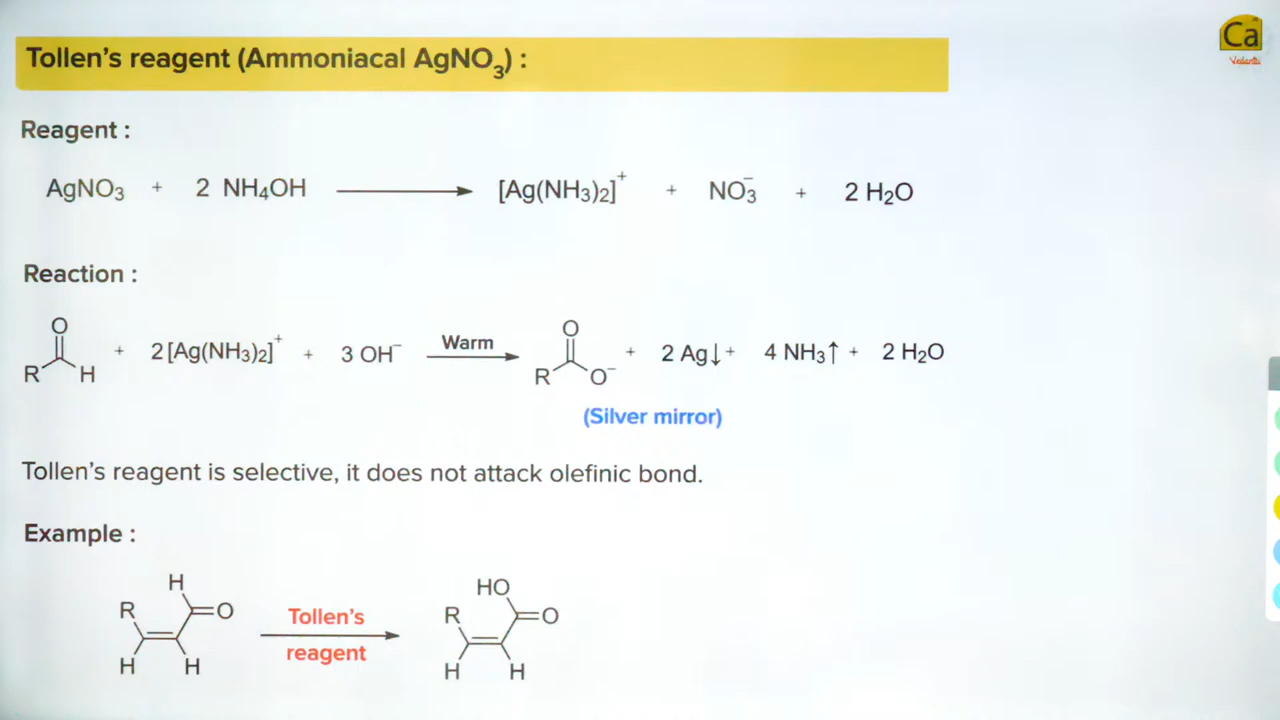 Tollen's reagent (Ammoniacal AgNO₃) :
Ca
Vedantu
Reagent :
AgNO₃ + 2 NH₄OH ⟶ [Ag(NH₃)₂]⁺ + NO₃⁻ + 2 H₂O
Reaction :
O O
R H + 2 [Ag(NH₃)₂]⁺ + 3 OH⁻ Warm R O⁻ + 2 Ag↓ + 4 NH₃↑ + 2 H₂O
(Silver mirror)
Tollen's reagent is selective, it does not attack olefinic bond.
Example :
H HO
R =O Tollen's R =O
reagent
H H H H